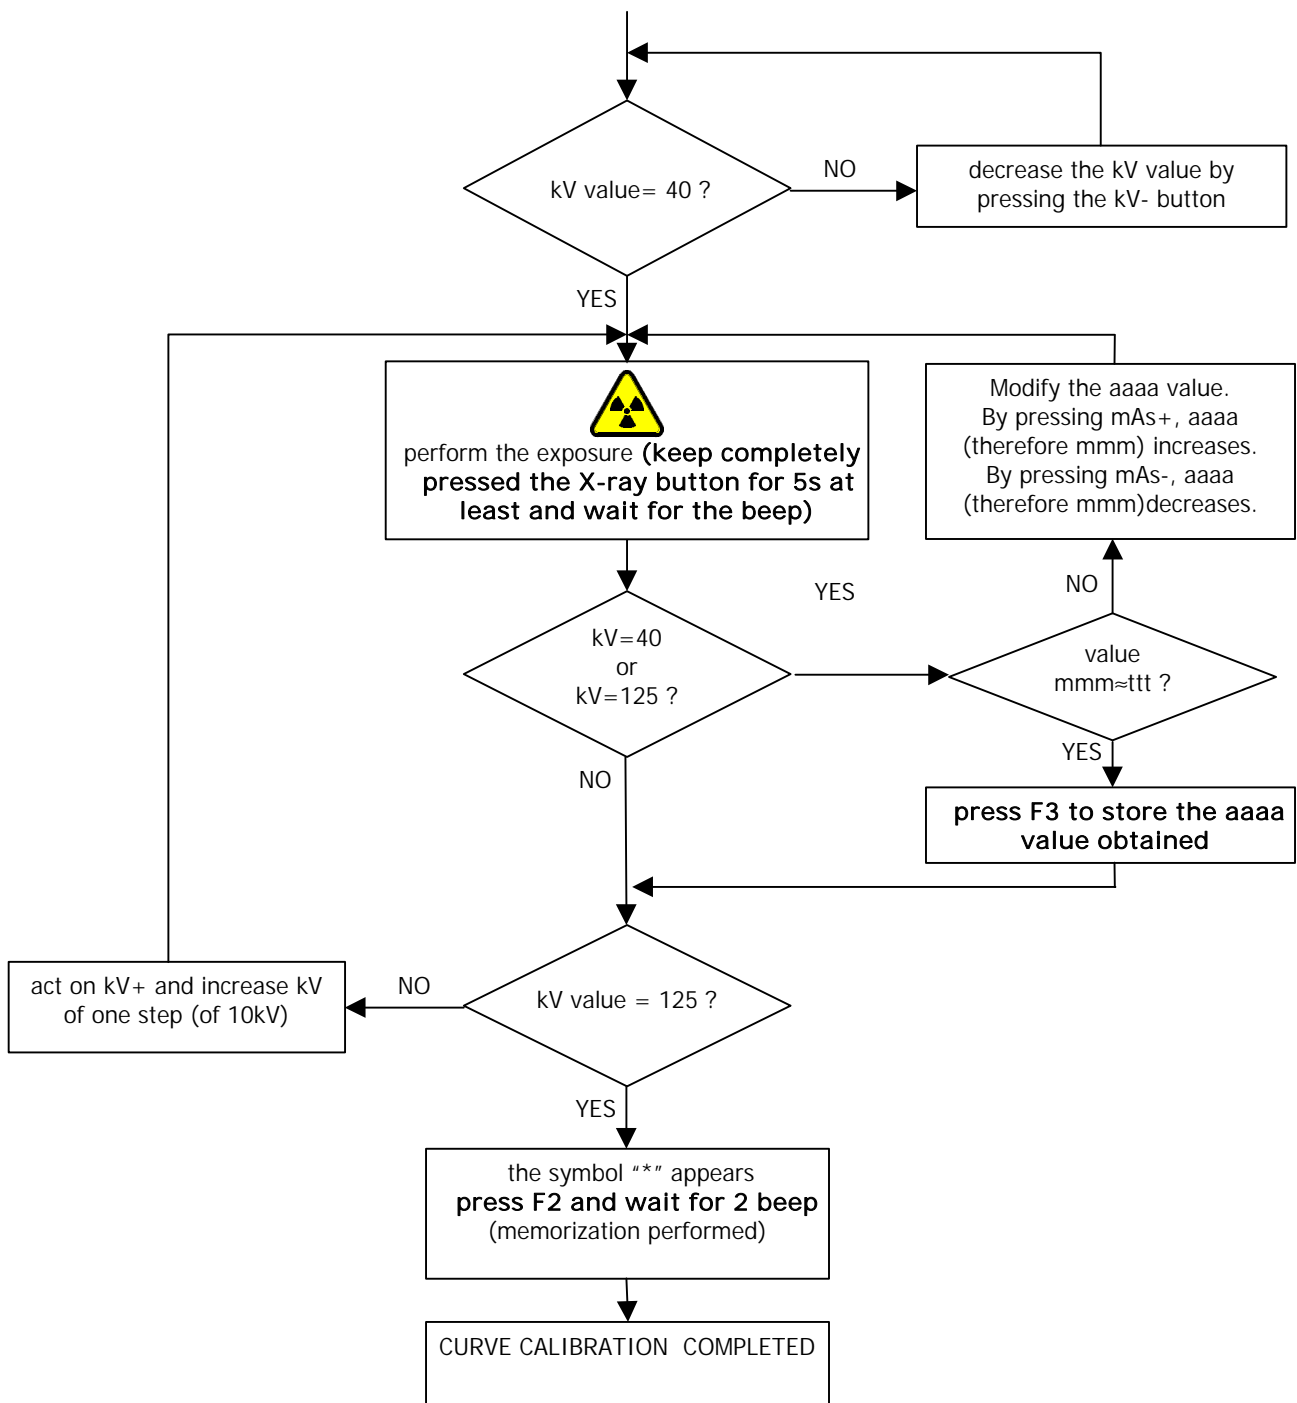 kV value= 40 ?
NO
decrease the kV value by
pressing the kV- button
YES
perform the exposure (keep completely
pressed the X-ray button for 5s at
least and wait for the beep)
Modify the aaaa value.
By pressing mAs+, aaaa
(therefore mmm) increases.
By pressing mAs-, aaaa
(therefore mmm)decreases.
kV=40
or
kV=125 ?
YES
NO
value
mmm≈ttt ?
YES
NO
press F3 to store the aaaa
value obtained
kV value = 125 ?
NO
act on kV+ and increase kV
of one step (of 10kV)
YES
the symbol "*" appears
press F2 and wait for 2 beep
(memorization performed)
CURVE CALIBRATION  COMPLETED